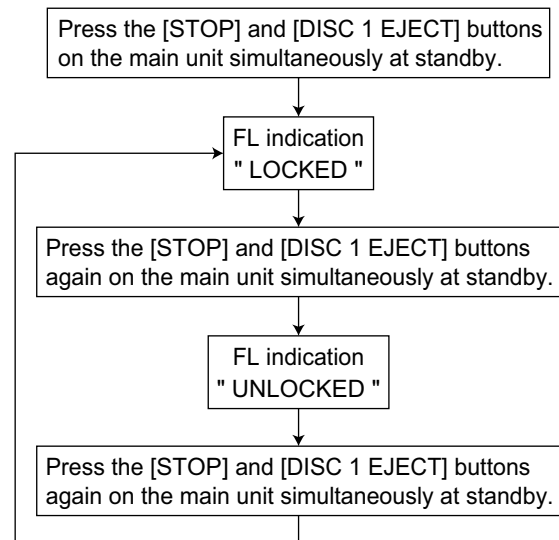 Press the [STOP] and [DISC 1 EJECT] buttons
on the main unit simultaneously at standby.
FL indication
" LOCKED "
Press the [STOP] and [DISC 1 EJECT] buttons
again on the main unit simultaneously at standby.
FL indication
" UNLOCKED "
Press the [STOP] and [DISC 1 EJECT] buttons
again on the main unit simultaneously at standby.